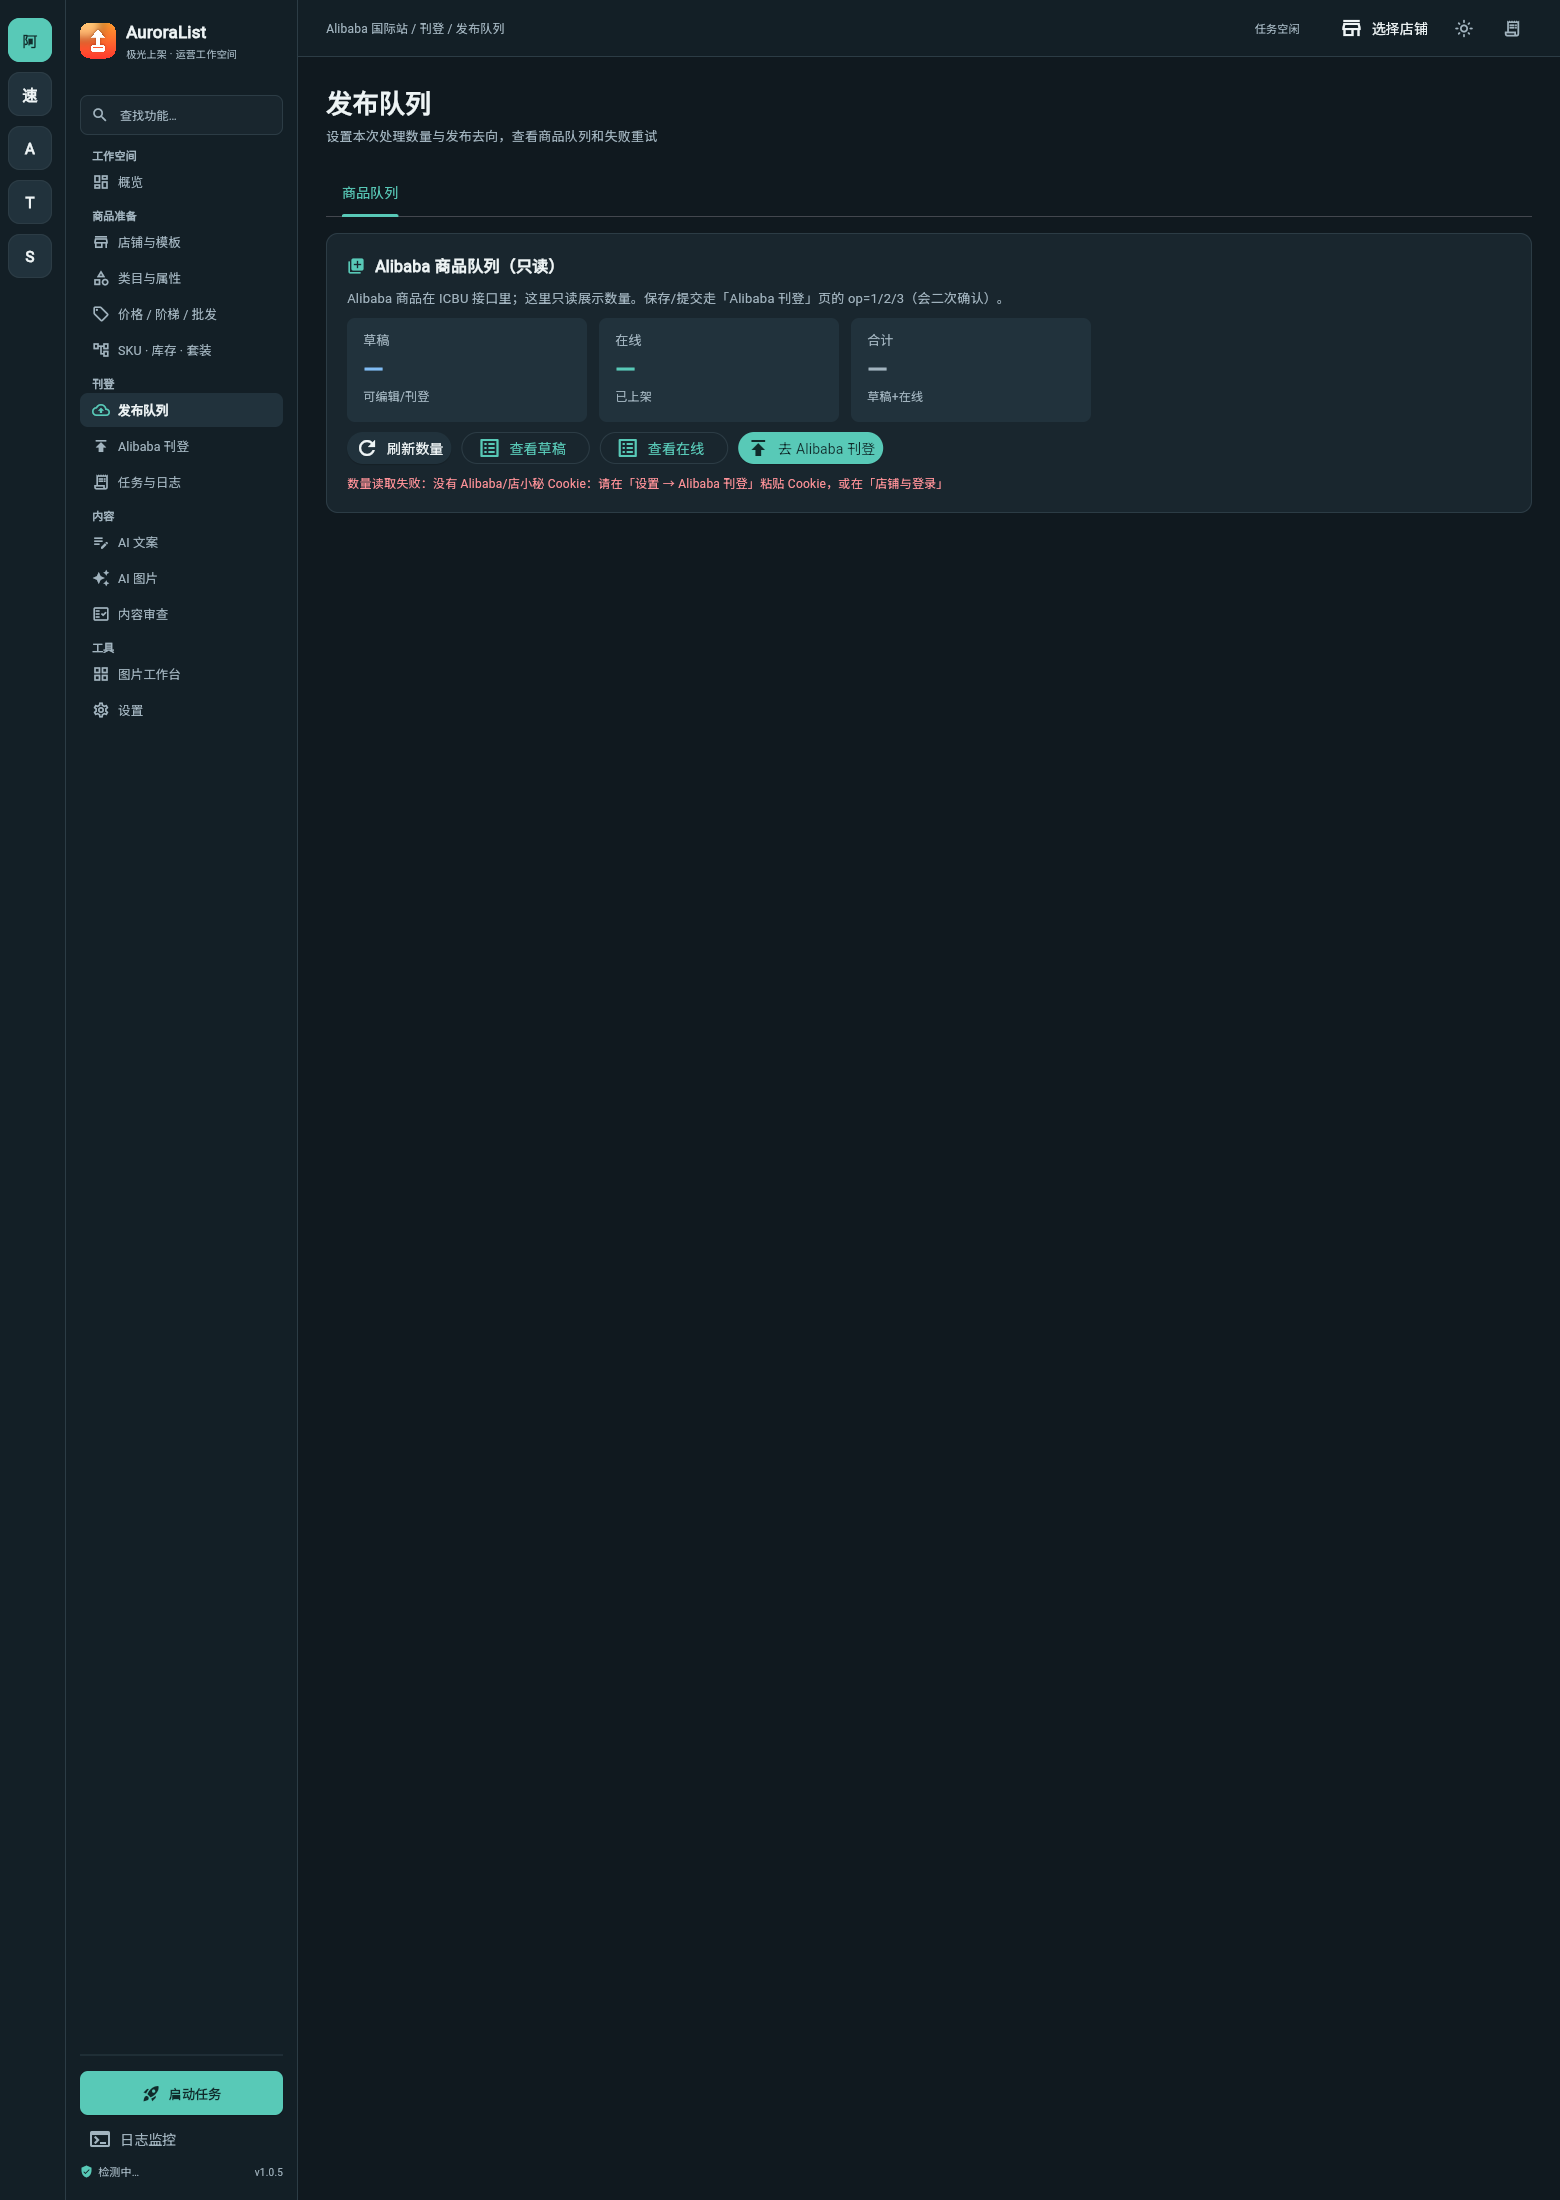 阿
速
A
T
S
AuroraList
极光上架 · 运营工作空间
查找功能...
工作空间
概览
商品准备
店铺与模板
类目与属性
价格 / 阶梯 / 批发
SKU · 库存 · 套装
刊登
发布队列
Alibaba 刊登
任务与日志
内容
AI 文案
AI 图片
内容审查
工具
图片工作台
设置
启动任务
日志监控
检测中... v1.0.5
Alibaba 国际站 / 刊登 / 发布队列
任务空闲 选择店铺
发布队列
设置本次处理数量与发布去向，查看商品队列和失败重试
商品队列
Alibaba 商品队列（只读）
Alibaba 商品在 ICBU 接口里；这里只读展示数量。保存/提交走「Alibaba 刊登」页的 op=1/2/3（会二次确认）。
草稿 在线 合计
— — —
可编辑/刊登 已上架 草稿+在线
刷新数量 查看草稿 查看在线 去 Alibaba 刊登
数量读取失败：没有 Alibaba/店小秘 Cookie：请在「设置 → Alibaba 刊登」粘贴 Cookie，或在「店铺与登录」